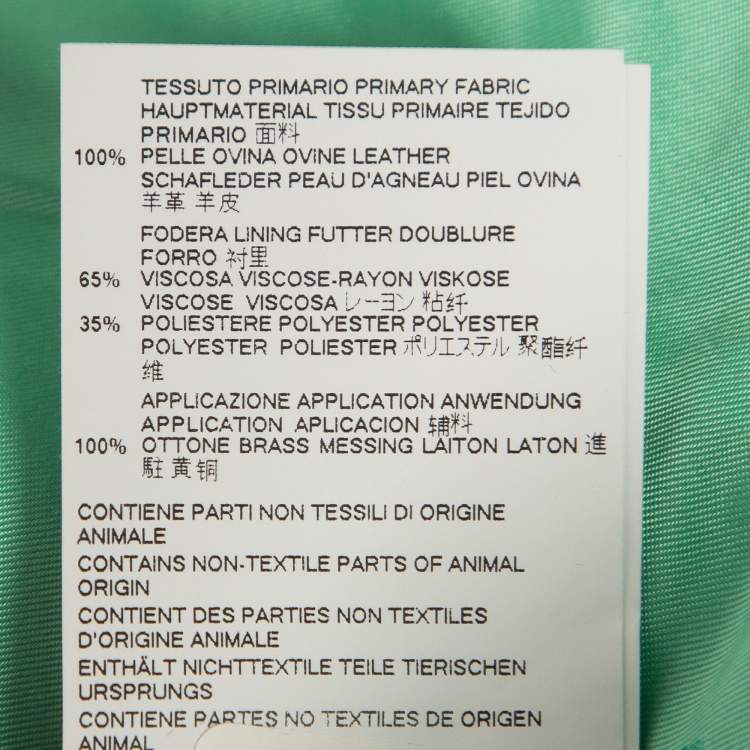 TESSUTO PRIMARIO PRIMARY FABRIC
HAUPTMATERIAL TISSU PRIMAIRE TEJIDO
PRIMARIO 面料
100% PELLE OVINA OVINE LEATHER
SCHAFLEDER PEAU D'AGNEAU PIEL OVINA
羊革 羊皮
FODERA LINING FUTTER DOUBLURE
FORRO 衬里
65% VISCOSA VISCOSE-RAYON VISKOSE
VISCOSE VISCOSA レーヨン 粘纤
35% POLIESTERE POLYESTER POLYESTER
POLYESTER POLIESTER ポリエステル 聚酯纤
维
APPLICAZIONE APPLICATION ANWENDUNG
APPLICATION APLICACION 辅料
100% OTTONE BRASS MESSING LAITON LATON 進
駐 黄铜
CONTIENE PARTI NON TESSILI DI ORIGINE
ANIMALE
CONTAINS NON-TEXTILE PARTS OF ANIMAL
ORIGIN
CONTIENT DES PARTIES NON TEXTILES
D'ORIGINE ANIMALE
ENTHÄLT NICHTTEXTILE TEILE TIERISCHEN
URSPRUNGS
CONTIENE PARTES NO TEXTILES DE ORIGEN
ANIMAL